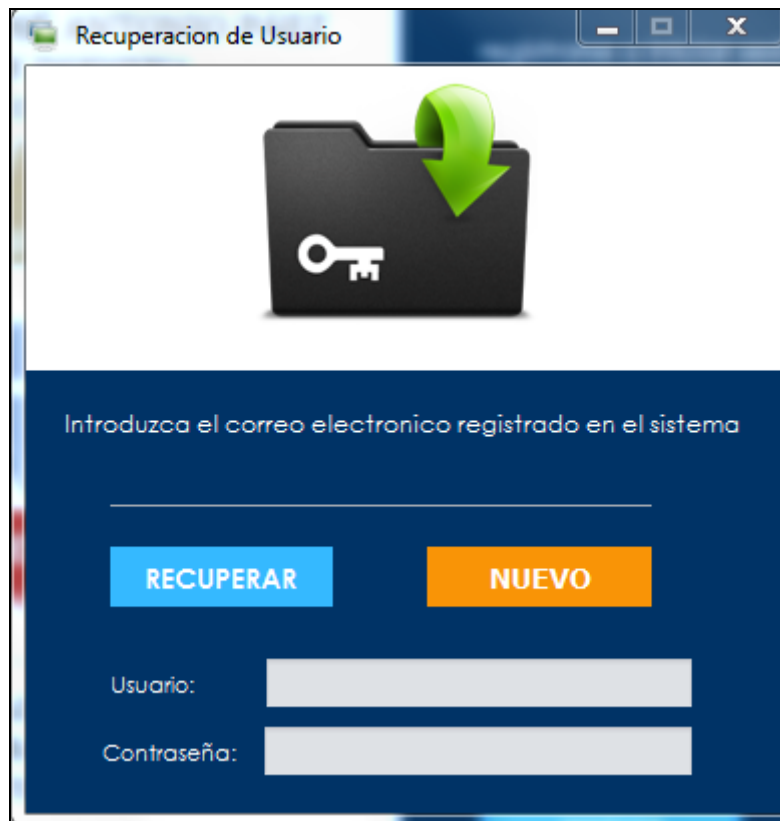 Recuperacion de Usuario
Introduzca el correo electronico registrado en el sistema
RECUPERAR
NUEVO
Usuario:
Contraseña: